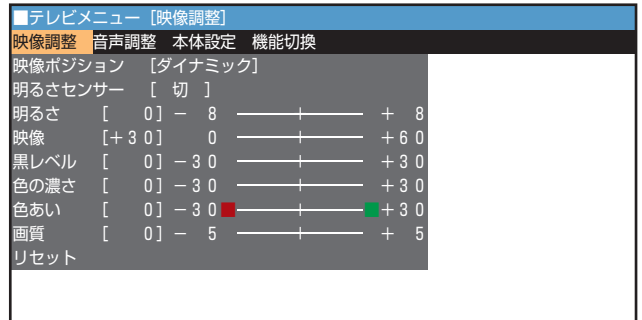 ■テレビメニュー［映像調整］
映像調整 音声調整 本体設定 機能切換
映像ポジション ［ダイナミック］
明るさセンサー ［ 切 ］
明るさ ［ 0］－ 8 ＋ 8
映像 ［＋30］ 0 ＋60
黒レベル ［ 0］－30 ＋30
色の濃さ ［ 0］－30 ＋30
色あい ［ 0］－30 ＋30
画質 ［ 0］－ 5 ＋ 5
リセット